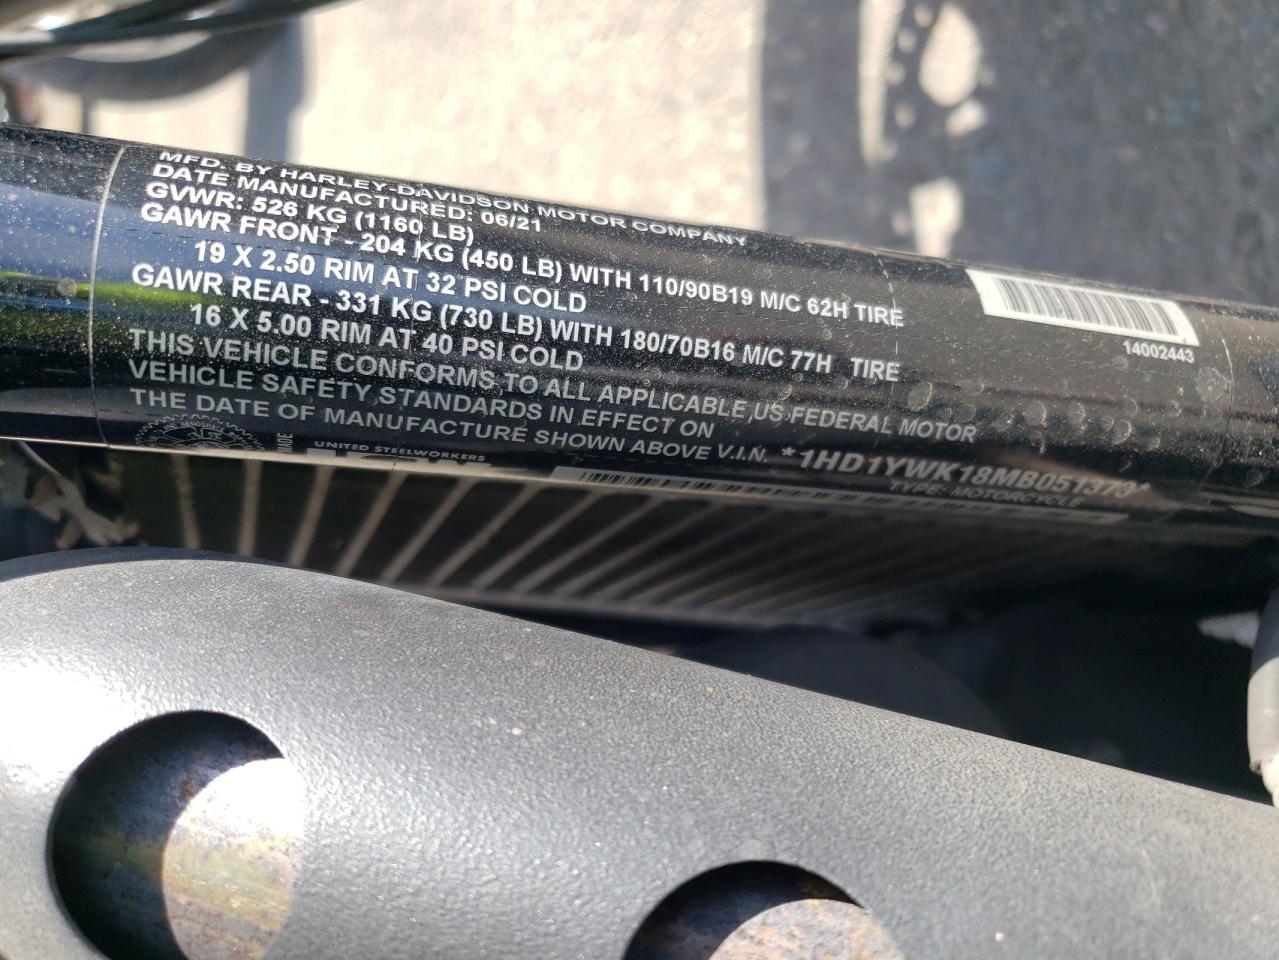 MFD. BY HARLEY-DAVIDSON MOTOR COMPANY
DATE MANUFACTURED: 06/21
GVWR: 526 KG (1160 LB)
GAWR FRONT - 204 KG (450 LB) WITH 110/90B19 M/C 62H TIRE
19 X 2.50 RIM AT 32 PSI COLD
GAWR REAR - 331 KG (730 LB) WITH 180/70B16 M/C 77H TIRE
16 X 5.00 RIM AT 40 PSI COLD
THIS VEHICLE CONFORMS TO ALL APPLICABLE US FEDERAL MOTOR
VEHICLE SAFETY STANDARDS IN EFFECT ON
THE DATE OF MANUFACTURE SHOWN ABOVE V.I.N. *1HD1YWK18MB051373*
TYPE: MOTORCYCLE
14002443
MADE
UNITED STEELWORKERS